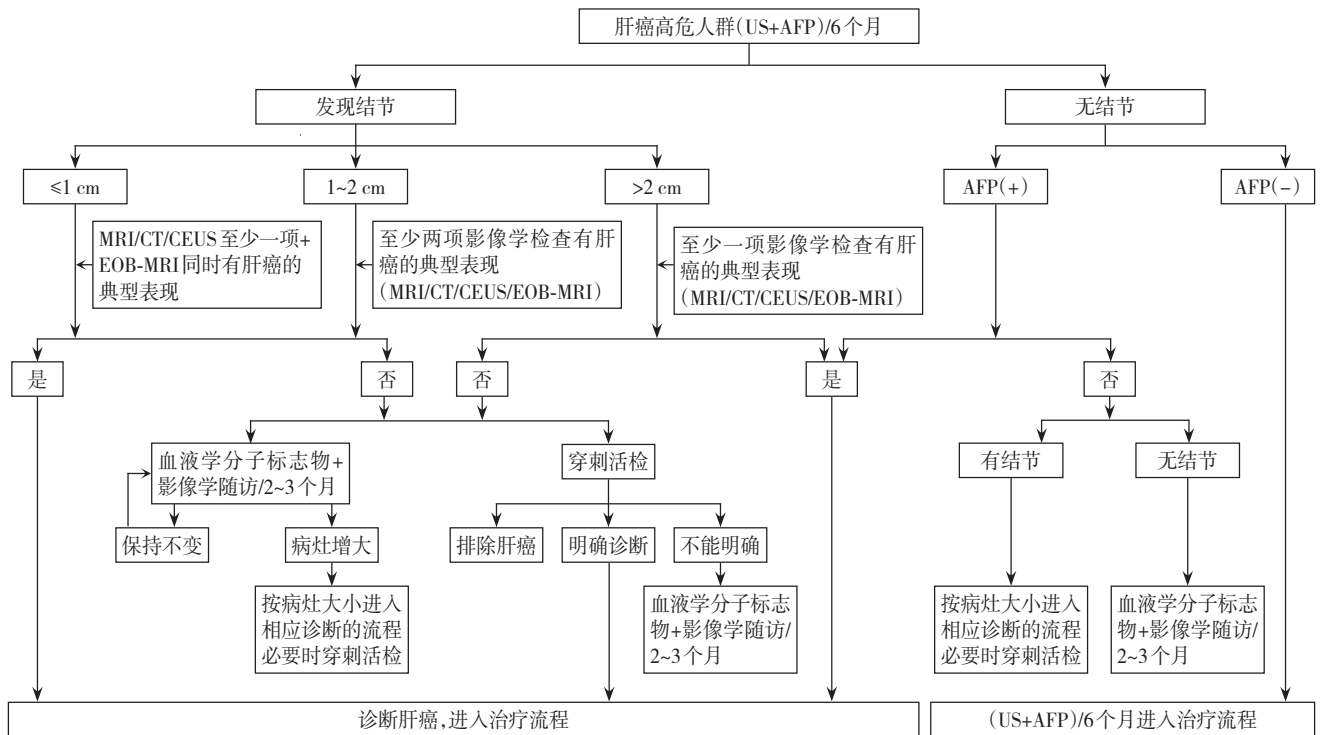 肝癌高危人群(US+AFP)/6个月
发现结节
无结节
≤1 cm
1~2 cm
>2 cm
AFP(+)
AFP(-)
MRI/CT/CEUS至少一项+
EOB-MRI同时有肝癌的
典型表现
至少两项影像学检查有肝
癌的典型表现
(MRI/CT/CEUS/EOB-MRI)
至少一项影像学检查有肝
癌的典型表现
(MRI/CT/CEUS/EOB-MRI)
是
否
否
是
否
血液学分子标志物+
影像学随访/2~3个月
穿刺活检
有结节
无结节
保持不变
病灶增大
排除肝癌
明确诊断
不能明确
按病灶大小进入
相应诊断的流程
必要时穿刺活检
血液学分子标志
物+影像学随访/
2~3个月
按病灶大小进入
相应诊断的流程
必要时穿刺活检
血液学分子标志
物+影像学随访/
2~3个月
诊断肝癌,进入治疗流程
(US+AFP)/6个月进入治疗流程